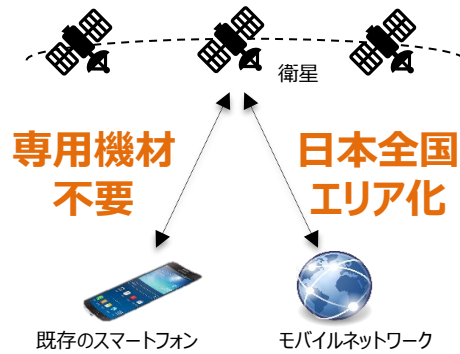 衛星
専用機材
不要
日本全国
エリア化
既存のスマートフォン
モバイルネットワーク